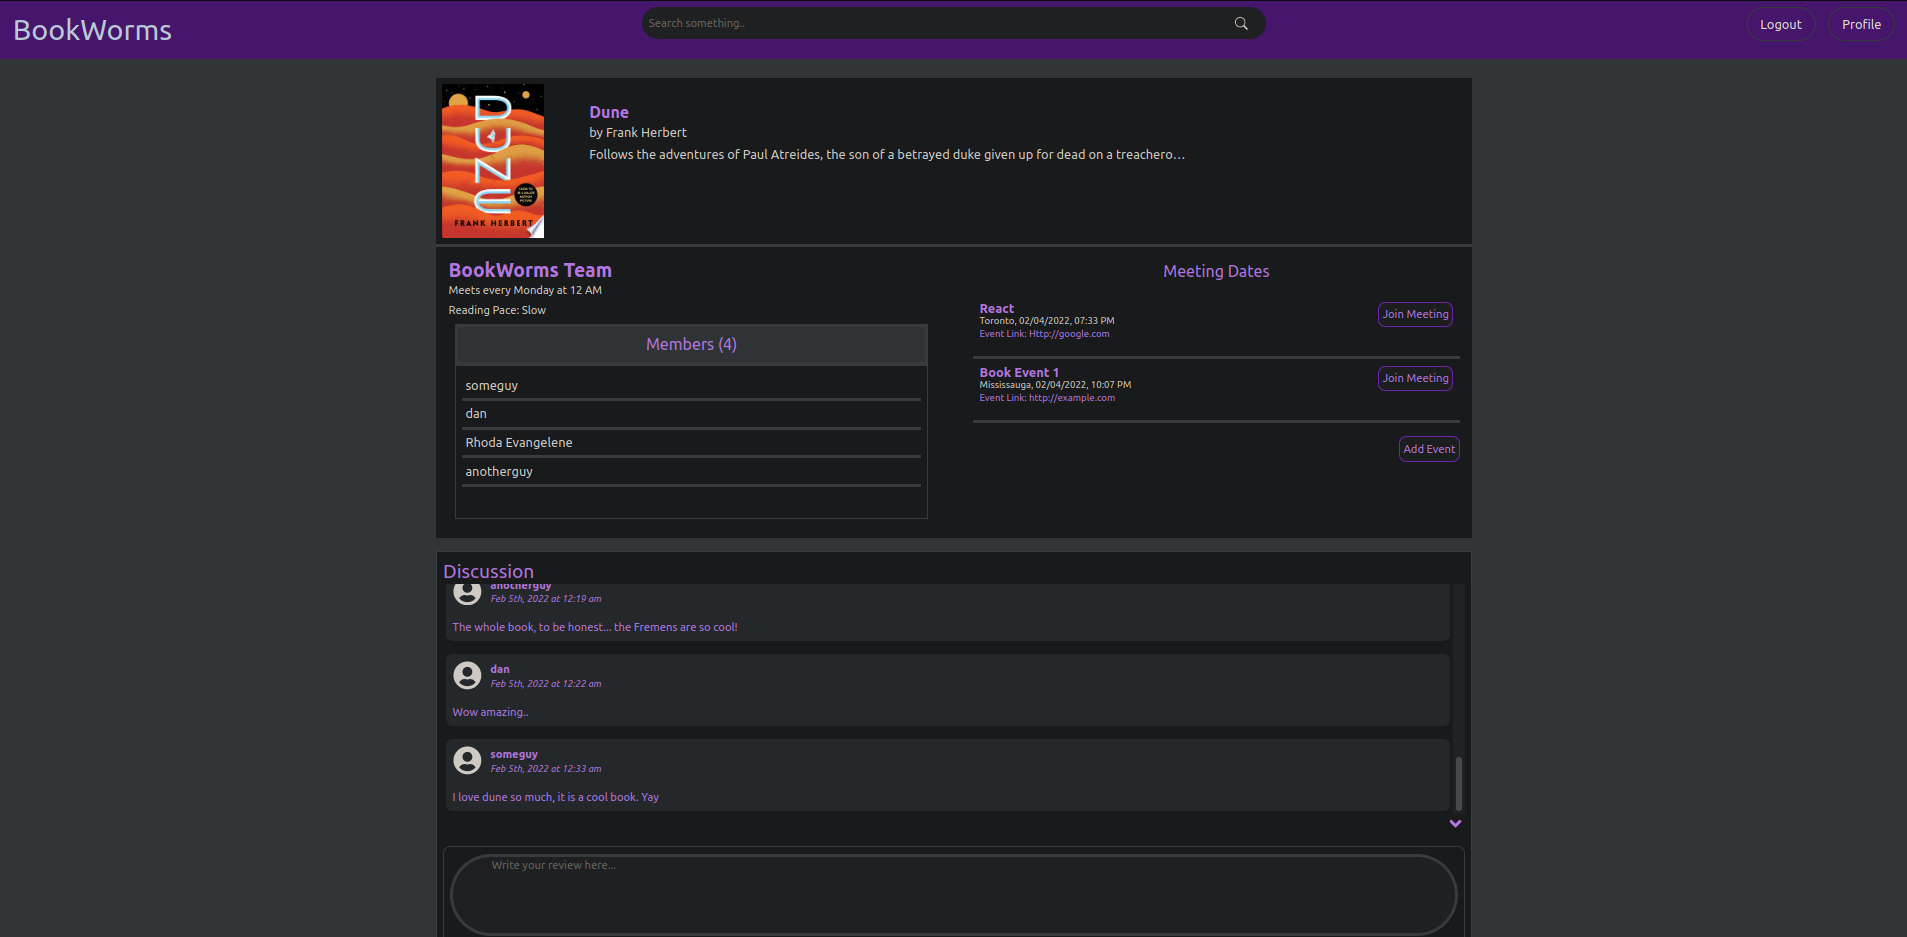 BookWorms
Search something..
Logout
Profile
DUNE
SOON TO
BE A MAJOR
MOTION
PICTURE
FRANK HERBERT
Dune
by Frank Herbert
Follows the adventures of Paul Atreides, the son of a betrayed duke given up for dead on a treachero…
BookWorms Team
Meets every Monday at 12 AM
Reading Pace: Slow
Members (4)
someguy
dan
Rhoda Evangelene
anotherguy
Meeting Dates
React
Toronto, 02/04/2022, 07:33 PM
Event Link: Http://google.com
Join Meeting
Book Event 1
Mississauga, 02/04/2022, 10:07 PM
Event Link: http://example.com
Join Meeting
Add Event
Discussion
anotherguy
Feb 5th, 2022 at 12:19 am
The whole book, to be honest... the Fremens are so cool!
dan
Feb 5th, 2022 at 12:22 am
Wow amazing..
someguy
Feb 5th, 2022 at 12:33 am
I love dune so much, it is a cool book. Yay
Write your review here...